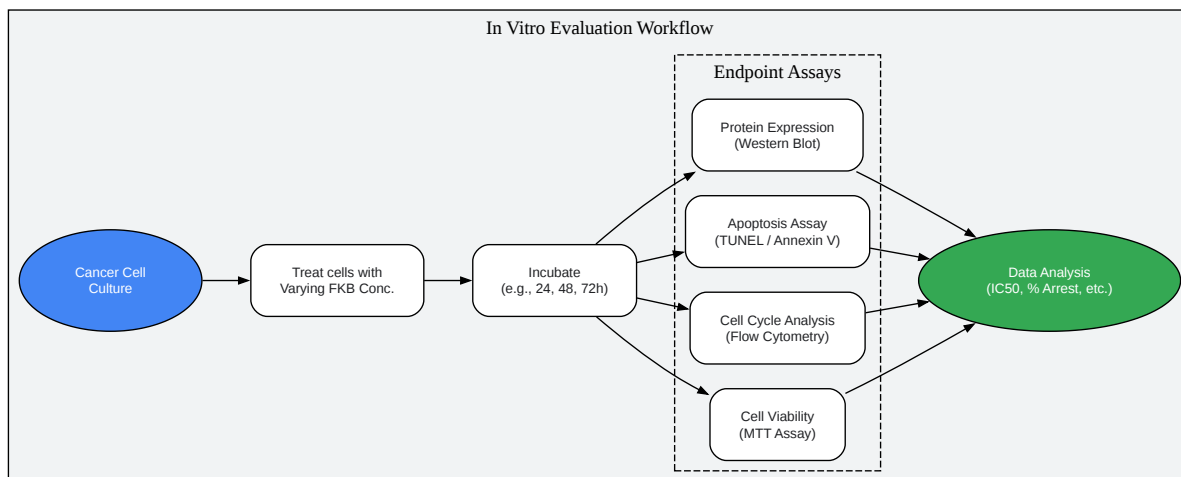 In Vitro Evaluation Workflow
Endpoint Assays
Cancer Cell
Culture
Treat cells with
Varying FKB Conc.
Incubate
(e.g., 24, 48, 72h)
Protein Expression
(Western Blot)
Apoptosis Assay
(TUNEL / Annexin V)
Cell Cycle Analysis
(Flow Cytometry)
Cell Viability
(MTT Assay)
Data Analysis
(IC50, % Arrest, etc.)